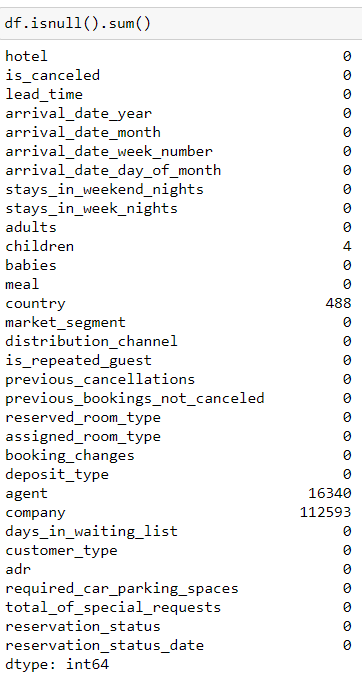 df.isnull().sum()
hotel 0
is_canceled 0
lead_time 0
arrival_date_year 0
arrival_date_month 0
arrival_date_week_number 0
arrival_date_day_of_month 0
stays_in_weekend_nights 0
stays_in_week_nights 0
adults 0
children 4
babies 0
meal 0
country 488
market_segment 0
distribution_channel 0
is_repeated_guest 0
previous_cancellations 0
previous_bookings_not_canceled 0
reserved_room_type 0
assigned_room_type 0
booking_changes 0
deposit_type 0
agent 16340
company 112593
days_in_waiting_list 0
customer_type 0
adr 0
required_car_parking_spaces 0
total_of_special_requests 0
reservation_status 0
reservation_status_date 0
dtype: int64